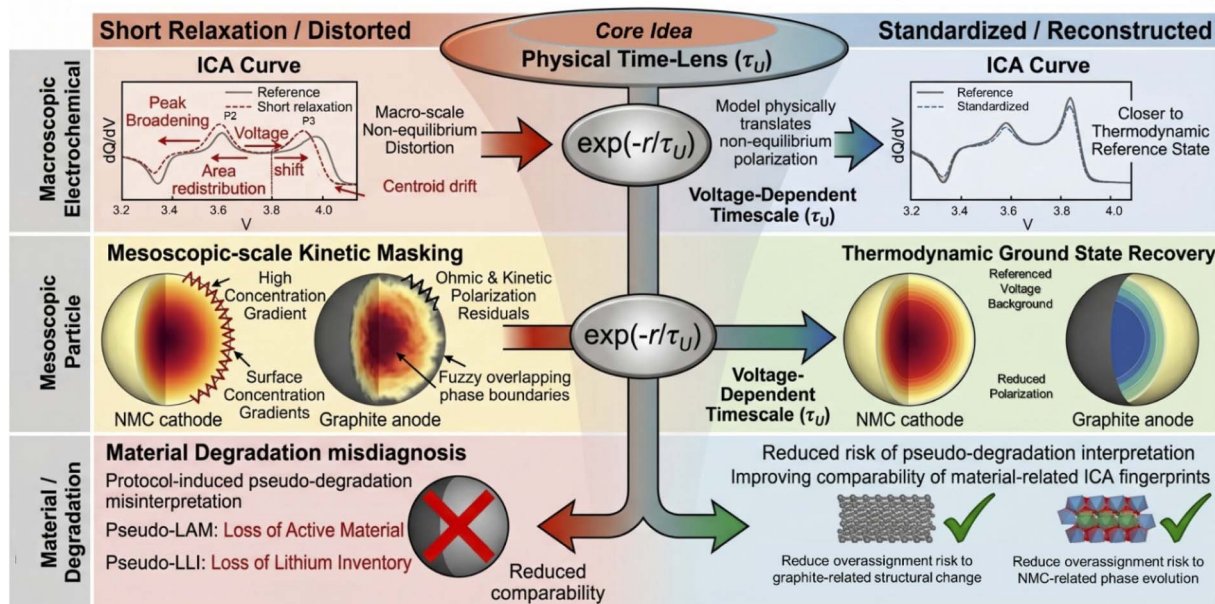 Short Relaxation / Distorted
Core Idea
Physical Time-Lens (τU)
Standardized / Reconstructed
Macroscopic
Electrochemical
ICA Curve
dQ/dV
Reference
Short relaxation
Peak
Broadening
P2
P3
Voltage
shift
Area
redistribution
Centroid drift
3.2 3.6 3.6 3.8 4.0
V
Macro-scale
Non-equilibrium
Distortion
exp(-r/τU)
Model physically
translates
non-equilibrium
polarization
Voltage-Dependent
Timescale (τU)
ICA Curve
dQ/dV
Reference
Standardized
3.2 3.4 3.6 3.8 4.0
V
Closer to
Thermodynamic
Reference State
Mesoscopic
Particle
Mesoscopic-scale Kinetic Masking
High
Concentration
Gradient
Surface
Concentration
Gradients
NMC cathode
Ohmic & Kinetic
Polarization
Residuals
Fuzzy overlapping
phase boundaries
Graphite anode
exp(-r/τU)
Voltage-
Dependent
Timescale (τU)
Thermodynamic Ground State Recovery
Referenced
Voltage
Background
Reduced
Polarization
NMC cathode
Graphite anode
Material /
Degradation
Material Degradation misdiagnosis
Protocol-induced pseudo-degradation
misinterpretation
Pseudo-LAM: Loss of Active Material
Pseudo-LLI: Loss of Lithium Inventory
Reduced
comparability
Reduced risk of pseudo-degradation interpretation
Improving comparability of material-related ICA fingerprints
Reduce overassignment risk to
graphite-related structural change
Reduce overassignment risk to
NMC-related phase evolution